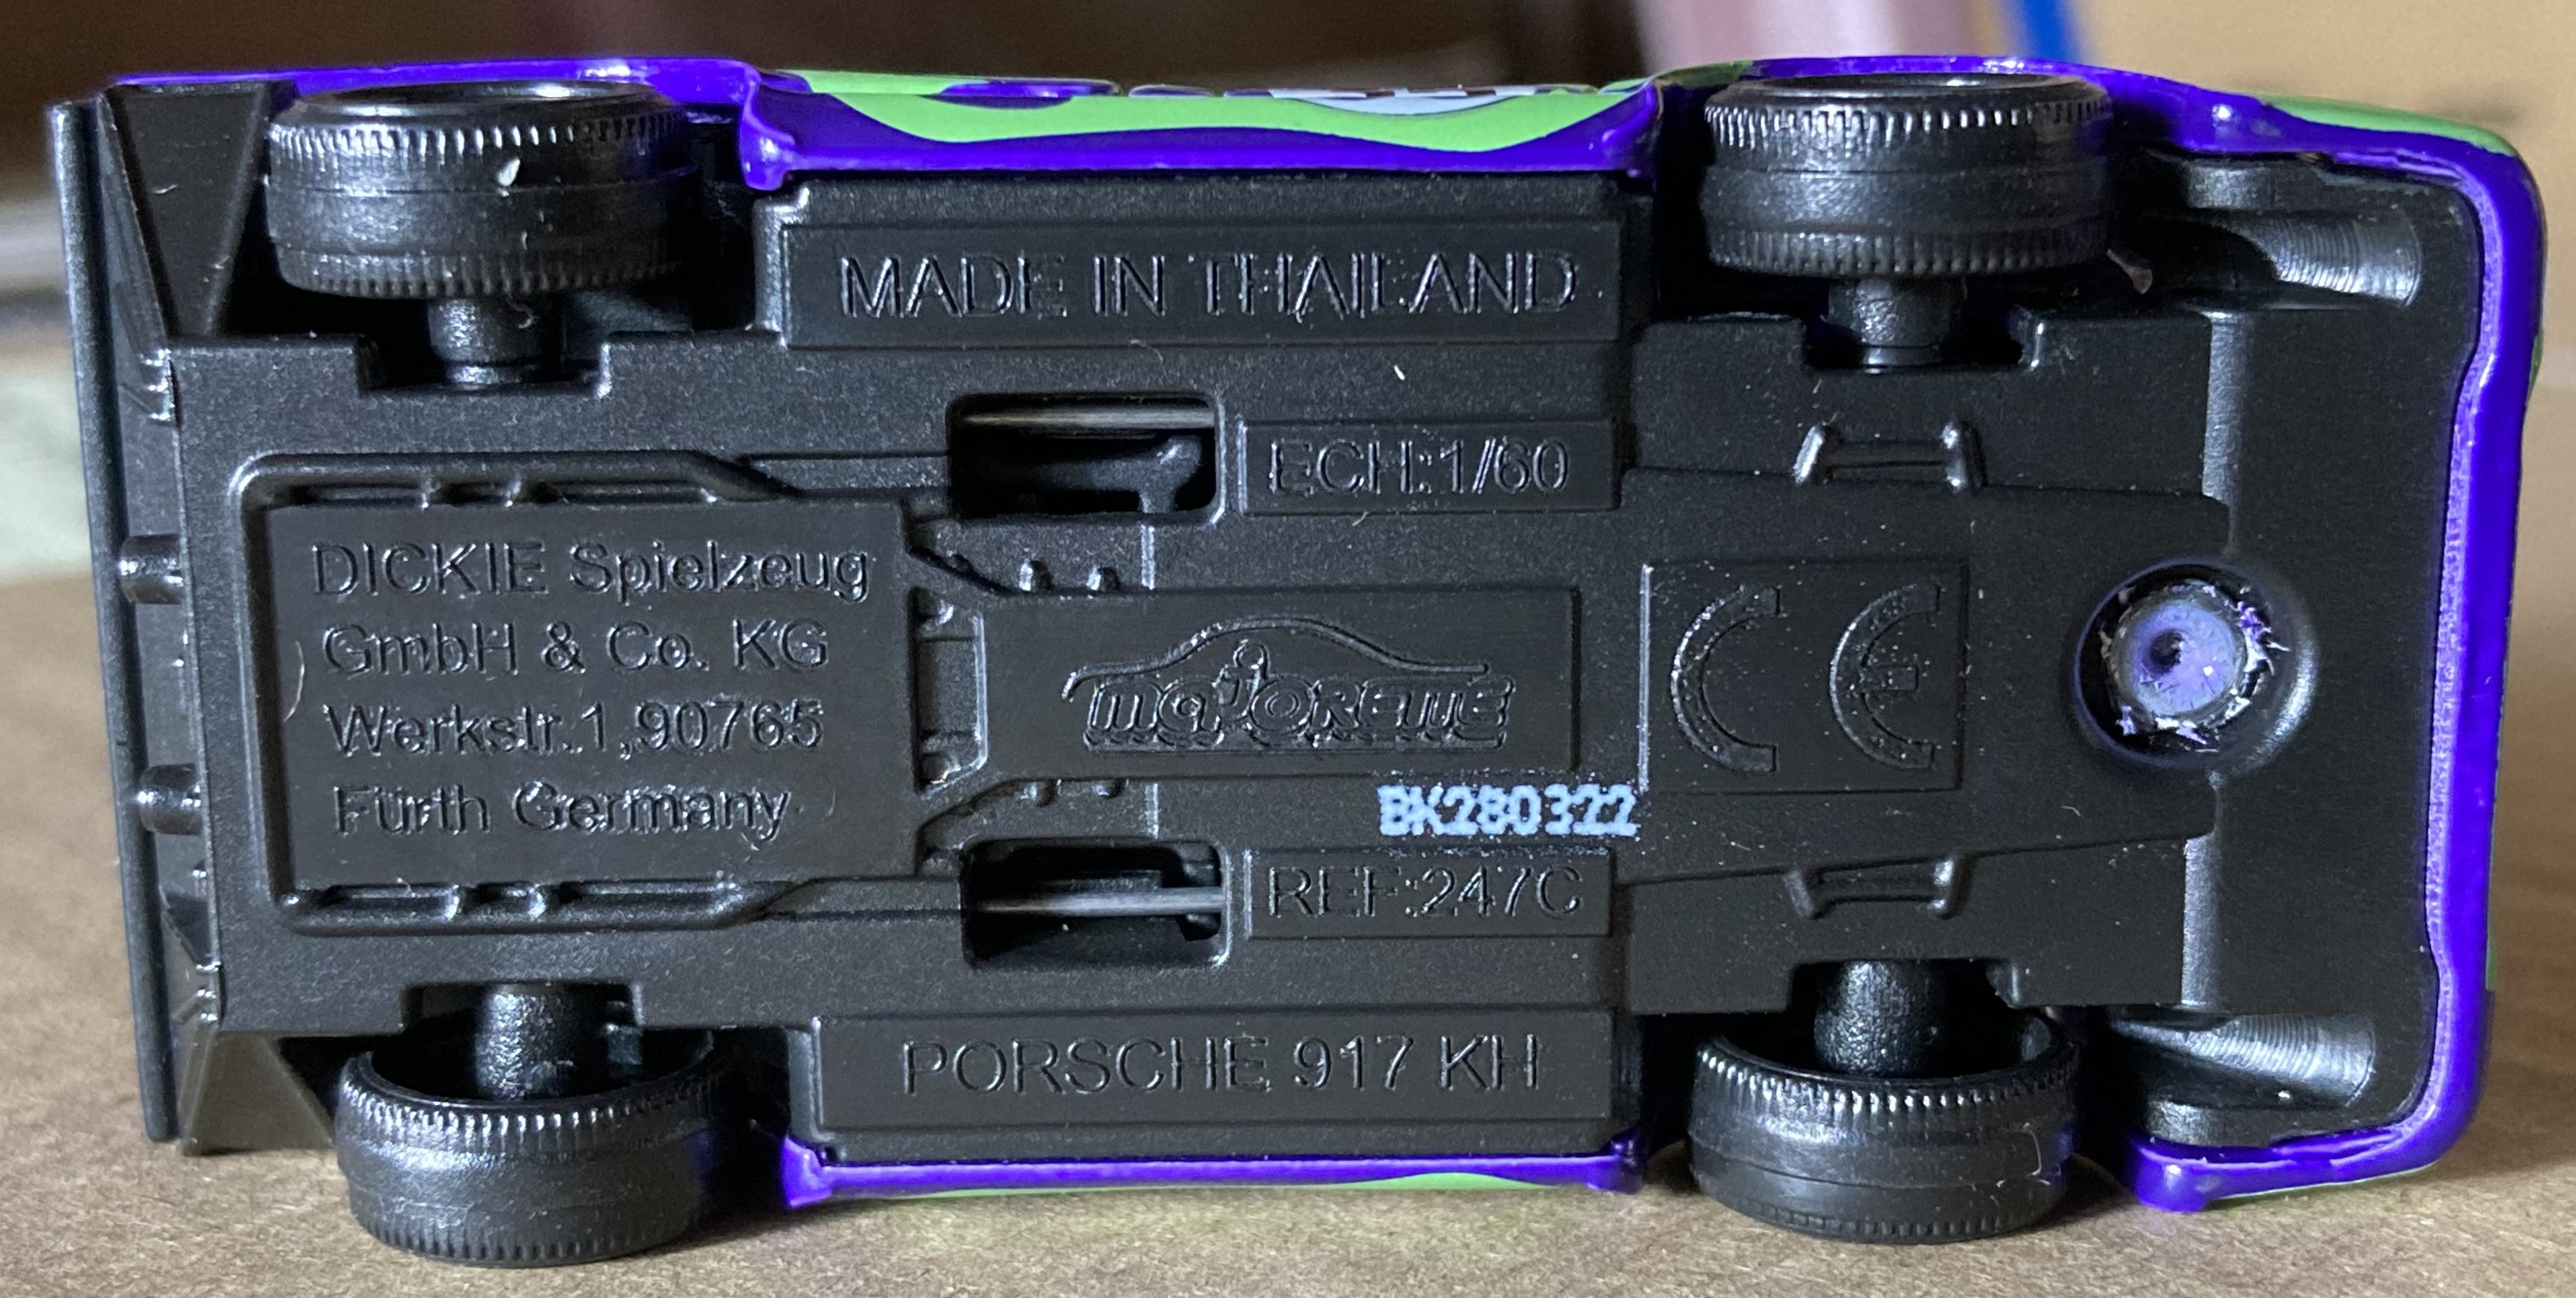 MADE IN THAILAND
ECH:1/60
DICKIE Spielzeug
GmbH & Co. KG
Werkstr.1,90765
Fürth Germany
majorette
CE
BK280322
REF:247C
PORSCHE 917 KH